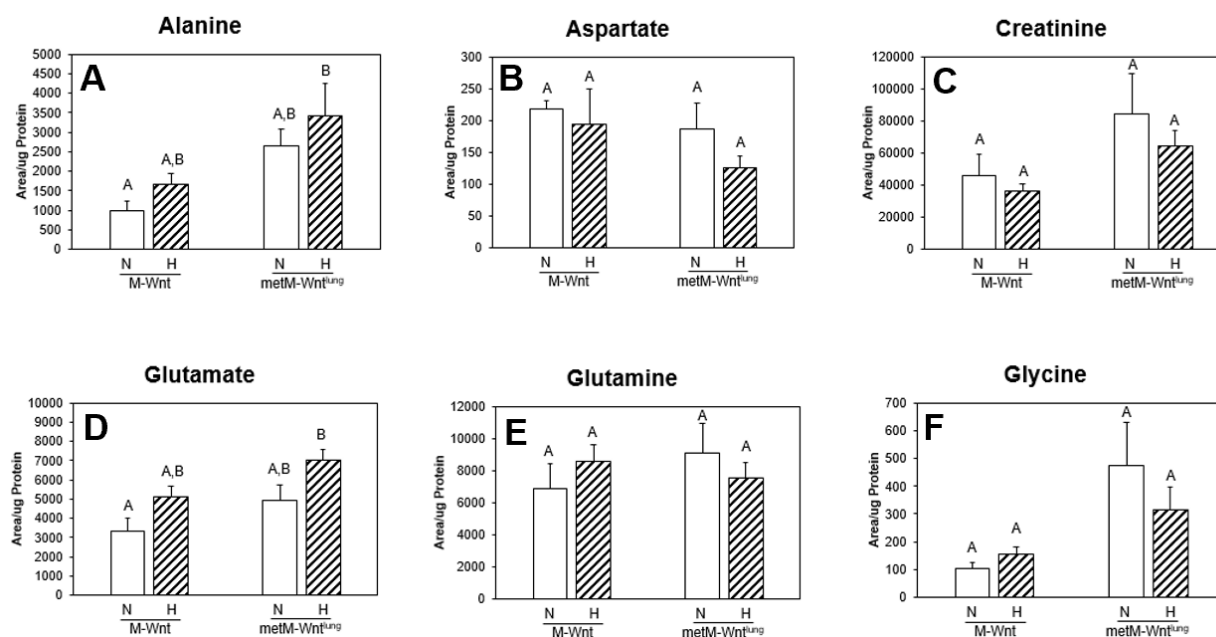 Alanine
A
Area/ug Protein
5000
4500
4000
3500
3000
2500
2000
1500
1000
500
0
A
A,B
A,B
B
N H N H
M-Wnt metM-Wntlung
Aspartate
B
Area/ug Protein
300
250
200
150
100
50
0
A
A
A
A
N H N H
M-Wnt metM-Wntlung
Creatinine
C
Area/ug Protein
120000
100000
80000
60000
40000
20000
0
A
A
A
A
N H N H
M-Wnt metM-Wntlung
Glutamate
D
Area/ug Protein
10000
9000
8000
7000
6000
5000
4000
3000
2000
1000
0
A
A,B
A,B
B
N H N H
M-Wnt metM-Wntlung
Glutamine
E
Area/ug Protein
12000
10000
8000
6000
4000
2000
0
A
A
A
A
N H N H
M-Wnt metM-Wntlung
Glycine
F
Area/ug Protein
700
600
500
400
300
200
100
0
A
A
A
A
N H N H
M-Wnt metM-Wntlung